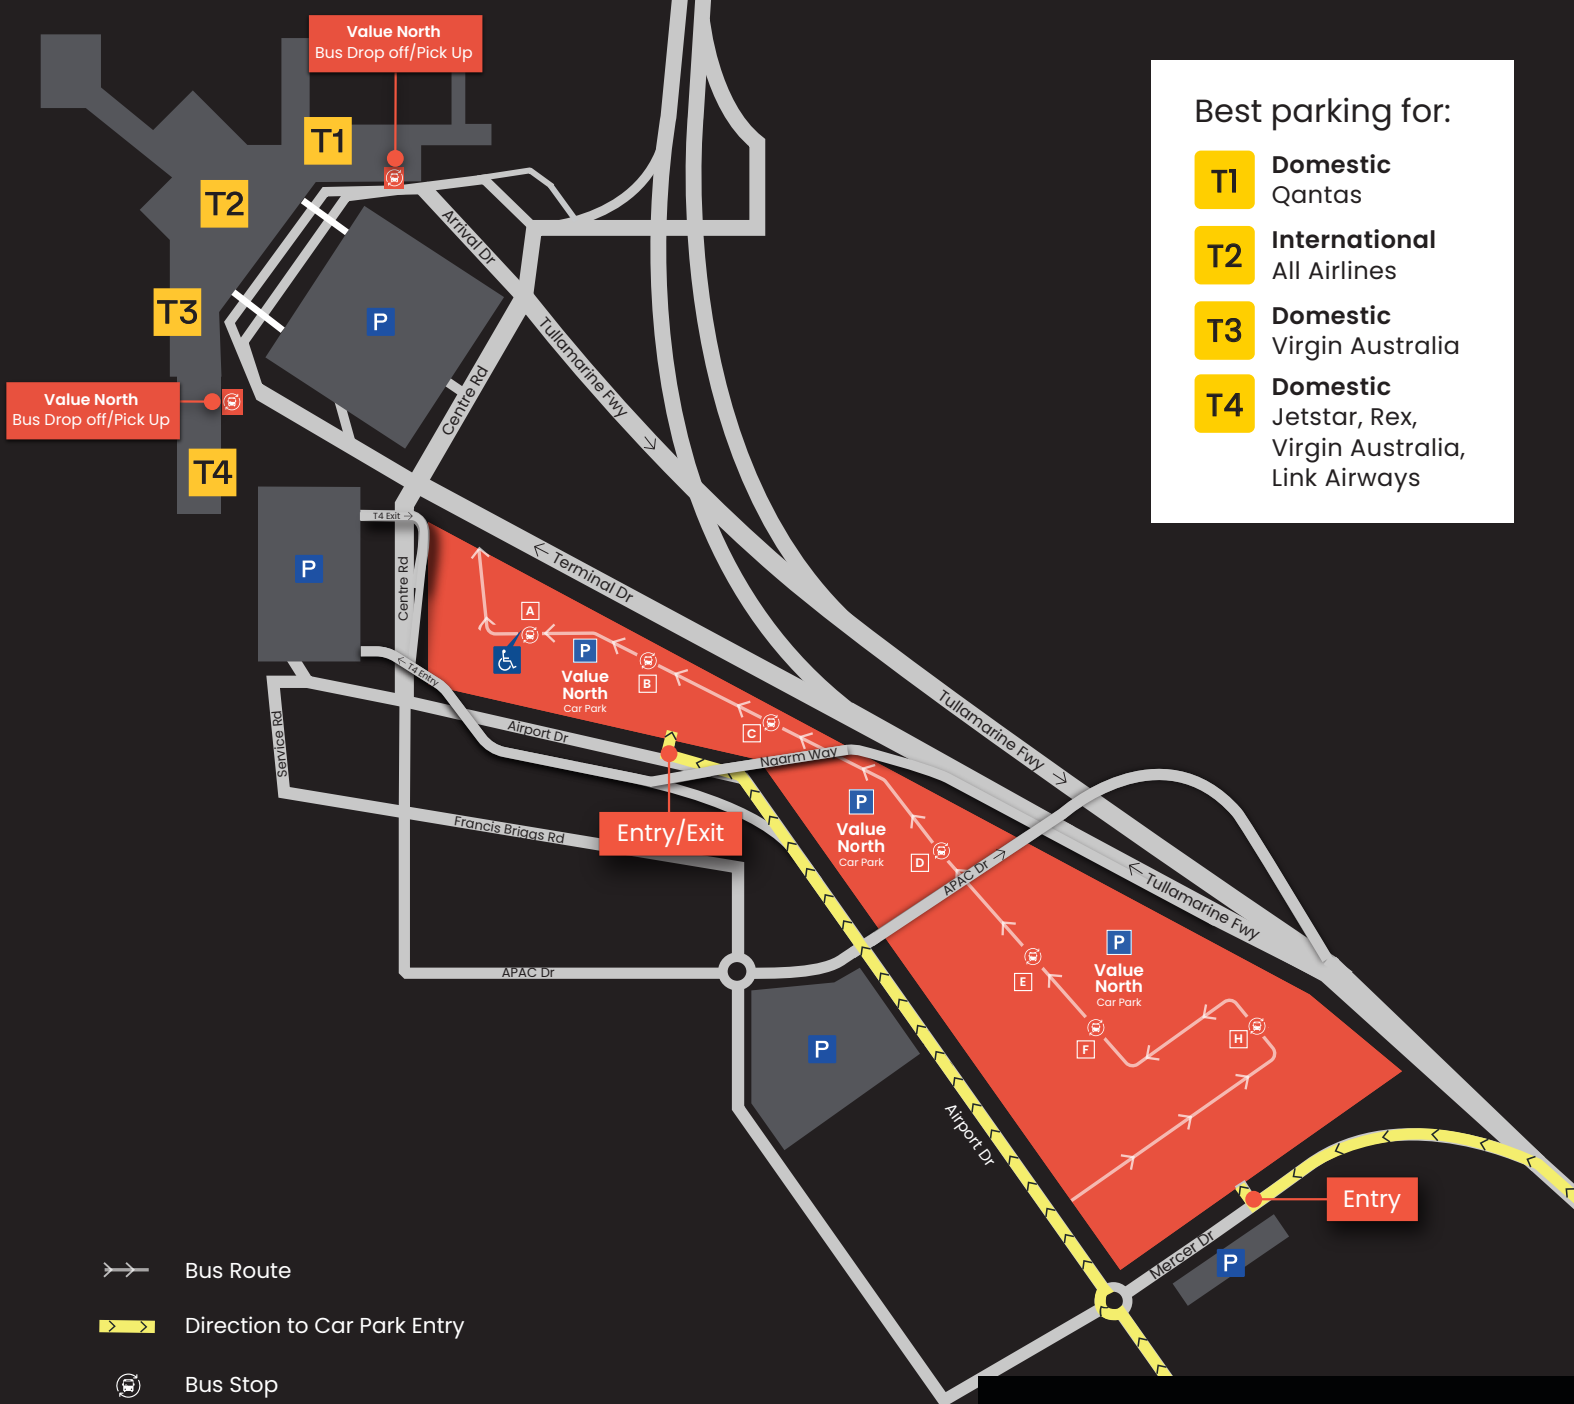 Value North
Bus Drop off/Pick Up
T1
T2
T3
Value North
Bus Drop off/Pick Up
T4
P
P
Arrival Dr
Tullamarine Fwy
Centre Rd
T4 Exit
Centre Rd
Terminal Dr
T4 Entry
Service Rd
Airport Dr
Francis Briggs Rd
APAC Dr
Naarm Way
A
P
Value
North
Car Park
B
C
Entry/Exit
P
Value
North
Car Park
D
APAC Dr
Tullamarine Fwy
Tullamarine Fwy
P
Value
North
Car Park
E
F
H
P
Airport Dr
Mercer Dr
Entry
P
Best parking for:
T1
Domestic
Qantas
T2
International
All Airlines
T3
Domestic
Virgin Australia
T4
Domestic
Jetstar, Rex,
Virgin Australia,
Link Airways
Bus Route
Direction to Car Park Entry
Bus Stop